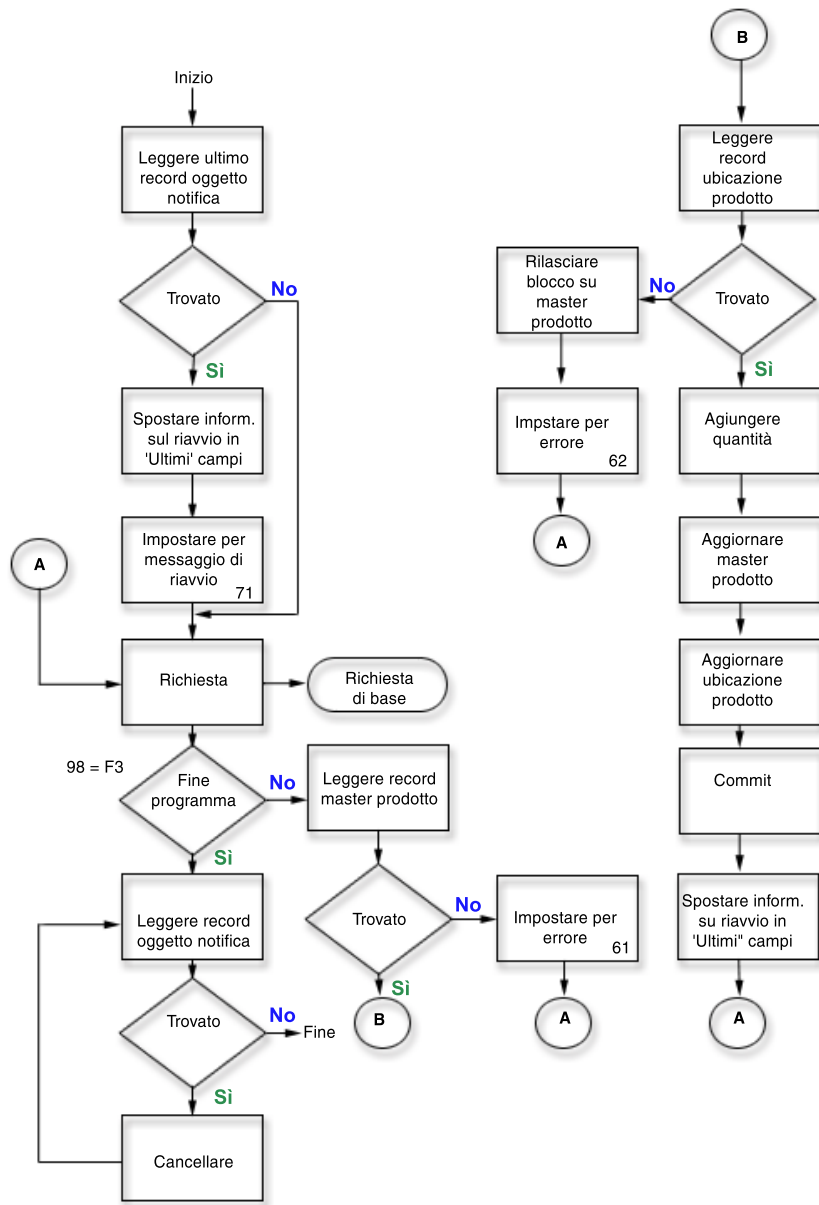 Inizio
Leggere ultimo
record oggetto
notifica
Trovato
No
Sì
Spostare inform.
sul riavvio in
'Ultimi' campi
Impostare per
messaggio di
riavvio
71
A
Richiesta
Richiesta
di base
98 = F3
Fine
programma
No
Sì
Leggere record
master prodotto
Trovato
No
Sì
Impostare per
errore
61
B
A
Leggere record
oggetto notifica
Trovato
No
Fine
Sì
Cancellare
B
Leggere
record
ubicazione
prodotto
Trovato
No
Sì
Rilasciare
blocco su
master
prodotto
Impstare per
errore
62
A
Agiungere
quantità
Aggiornare
master
prodotto
Aggiornare
ubicazione
prodotto
Commit
Spostare inform.
su riavvio in
'Ultimi" campi
A